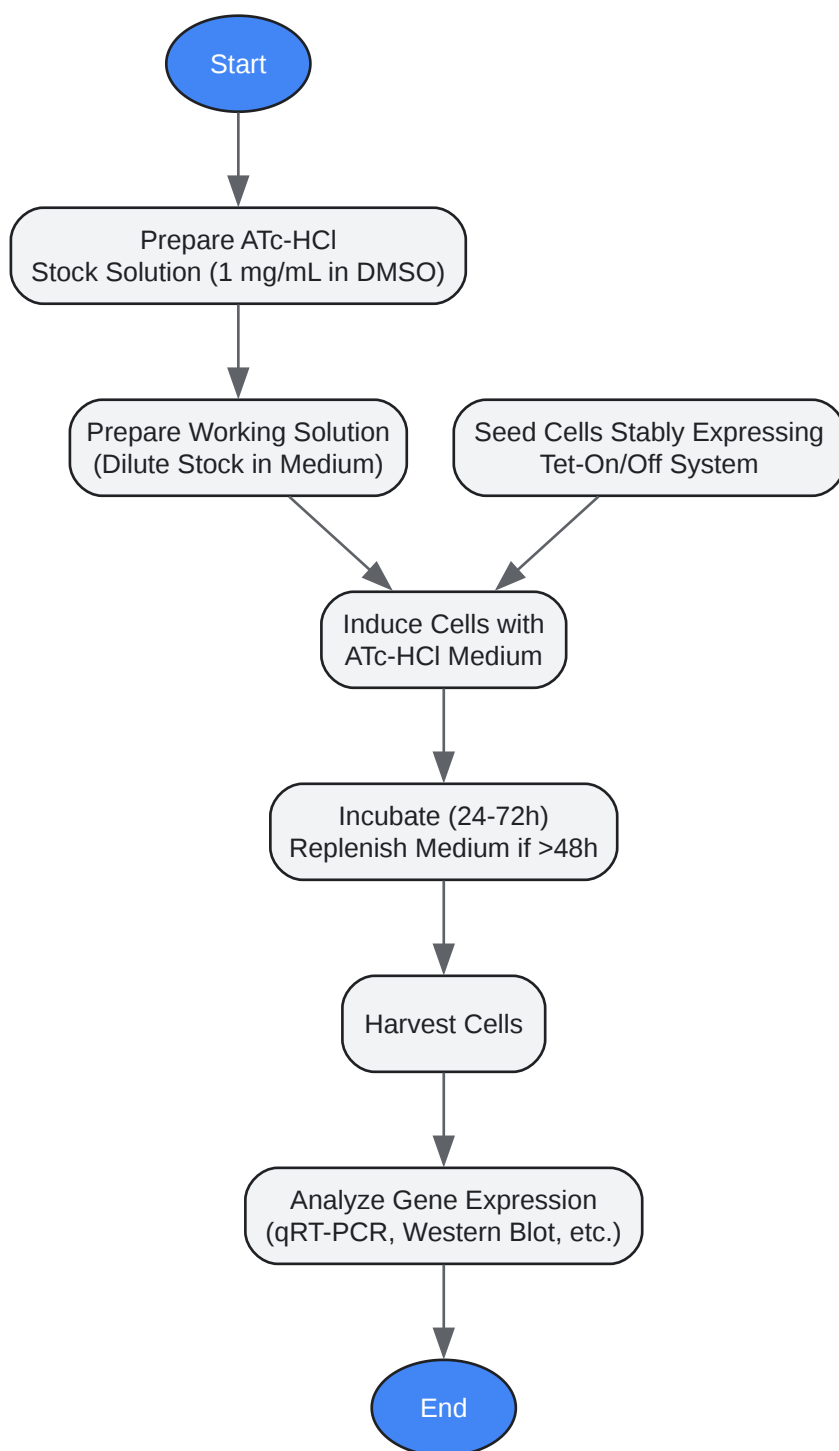 Start
Prepare ATc-HCl
Stock Solution (1 mg/mL in DMSO)
Prepare Working Solution
(Dilute Stock in Medium)
Seed Cells Stably Expressing
Tet-On/Off System
Induce Cells with
ATc-HCl Medium
Incubate (24-72h)
Replenish Medium if >48h
Harvest Cells
Analyze Gene Expression
(qRT-PCR, Western Blot, etc.)
End